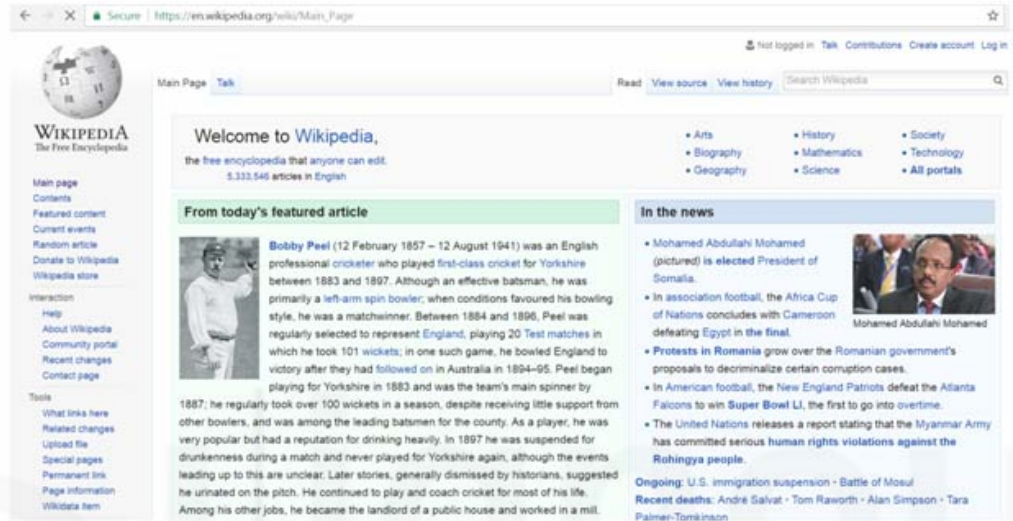 Secure https://en.wikipedia.org/wiki/Main_Page
Not logged in Talk Contributions Create account Log in
Main Page Talk Read View source View history Search Wikipedia
WIKIPEDIA
The Free Encyclopedia
Main page
Contents
Featured content
Current events
Random article
Donate to Wikipedia
Wikipedia store
Interaction
Help
About Wikipedia
Community portal
Recent changes
Contact page
Tools
What links here
Related changes
Upload file
Special pages
Permanent link
Page information
Wikidata item
Welcome to Wikipedia,
the free encyclopedia that anyone can edit.
5,333,546 articles in English
• Arts
• Biography
• Geography
• History
• Mathematics
• Science
• Society
• Technology
• All portals
From today's featured article
Bobby Peel (12 February 1857 – 12 August 1941) was an English
professional cricketer who played first-class cricket for Yorkshire
between 1883 and 1897. Although an effective batsman, he was
primarily a left-arm spin bowler; when conditions favoured his bowling
style, he was a matchwinner. Between 1884 and 1896, Peel was
regularly selected to represent England, playing 20 Test matches in
which he took 101 wickets; in one such game, he bowled England to
victory after they had followed on in Australia in 1894–95. Peel began
playing for Yorkshire in 1883 and was the team's main spinner by
1887; he regularly took over 100 wickets in a season, despite receiving little support from
other bowlers, and was among the leading batsmen for the county. As a player, he was
very popular but had a reputation for drinking heavily. In 1897 he was suspended for
drunkenness during a match and never played for Yorkshire again, although the events
leading up to this are unclear. Later stories, generally dismissed by historians, suggested
he urinated on the pitch. He continued to play and coach cricket for most of his life.
Among his other jobs, he became the landlord of a public house and worked in a mill.
In the news
• Mohamed Abdullahi Mohamed
(pictured) is elected President of
Somalia.
• In association football, the Africa Cup
of Nations concludes with Cameroon
defeating Egypt in the final.
Mohamed Abdullahi Mohamed
• Protests in Romania grow over the Romanian government's
proposals to decriminalize certain corruption cases.
• In American football, the New England Patriots defeat the Atlanta
Falcons to win Super Bowl LI, the first to go into overtime.
• The United Nations releases a report stating that the Myanmar Army
has committed serious human rights violations against the
Rohingya people.
Ongoing: U.S. immigration suspension · Battle of Mosul
Recent deaths: André Salvat · Tom Raworth · Alan Simpson · Tara
Palmer-Tomkinson